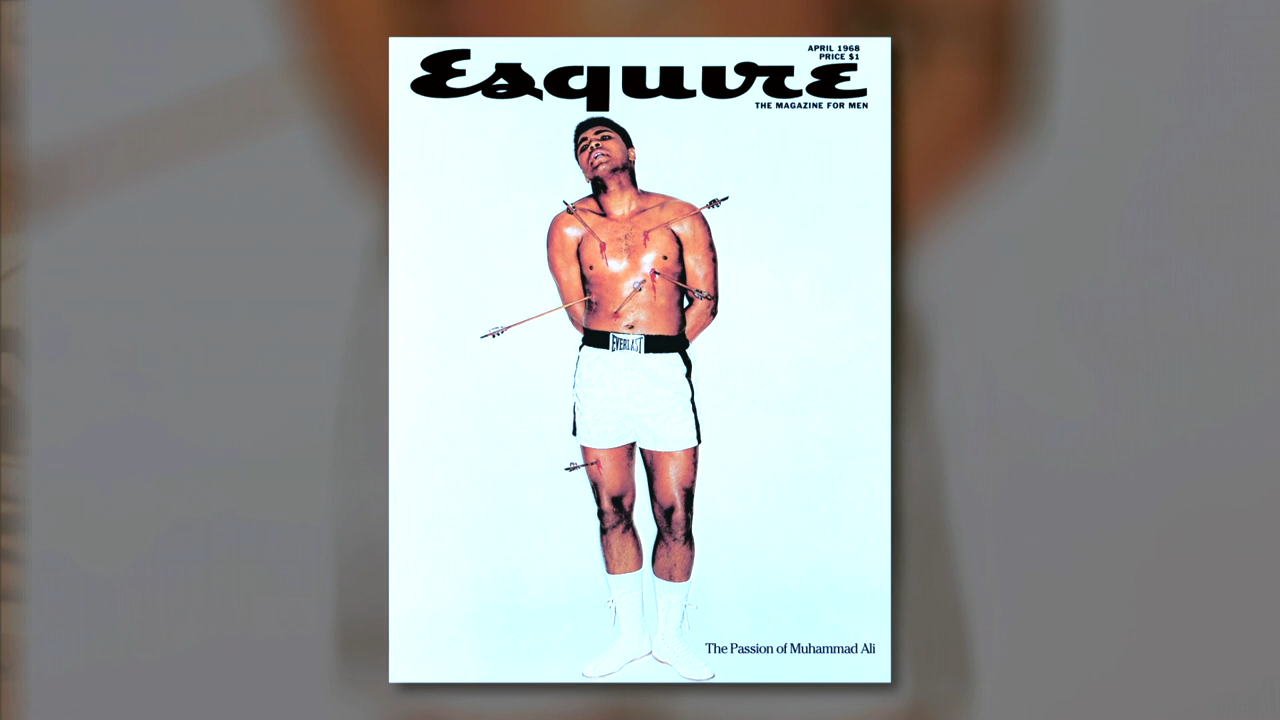 APRIL 1968
PRICE $1
Esquire
THE MAGAZINE FOR MEN
EVERLAST
The Passion of Muhammad Ali